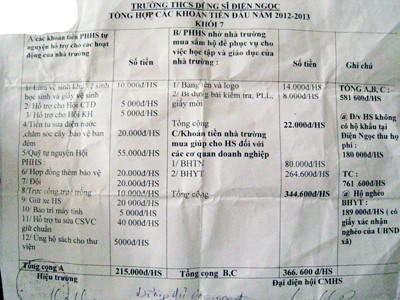 TRƯỜNG THCS DŨNG SĨ ĐIỆN NGỌC
TỔNG HỢP CÁC KHOẢN TIỀN ĐẦU NĂM 2012-2013
KHỐI 7
A/các khoản tiền PHHS tự nguyện hỗ trợ cho các hoạt động của nhà trường
Số tiền
B/ PHHS nhờ nhà trường mua sắm hộ để phục vụ cho việc học tập và giáo dục của nhà trường :
Số tiền
Ghi chú
học sinh và giấy vệ sinh
10.000đ/HS
2/ Hỗ trợ cho Hội CTD
5 000đ/HS
3/ Hỗ trợ cho Hội KH
5 000đ/HS
4/Tiền tu sửa điện nước ,chăm sóc cây ,bảo vệ ban đêm
20.000đ/HS
5/Quỹ tự nguyện Hội PHHS
55.000đ/HS
6/ Hợp đồng thêm bảo vệ
20.000đ/HS
7/ Đội
20.000đ/HS
8/Trực cổng trực trống
10.000đ/HS
9/ Giữ xe HS
20.000đ/HS
10/ Bảo trì máy tính
5 000đ/HS
11/ Hỗ trợ tu sửa CSVC giữ chuẩn
40.000đ/HS
12/ Ủng hộ sách cho thư viện
5000đ/HS
1/ Bảng tên và logo
14.000đ/HS
2/ Bì đựng bài kiểm tra, PLL, giấy mời
8.000đ/HS
Tổng cộng
22.000đ/HS
C/Khoản tiền nhà trường mua giúp cho HS đối với các cơ quan doanh nghiệp
1/ BHTN
80.000đ/HS
2/ BHYT
264.600đ/HS
Tổng cộng
344.600đ/HS
TỔNG A,B, C :
581 600đ/HS
@ Đ/v HS không có hộ khẩu tại Điện Ngọc thu họ phí :
180 000đ/HS
TC :
761 .600đ/HS
@ Hộ nghèo
BHYT :
189 000đ/HS ( có giấy xác nhận nghèo của UBND xã)
Tổng cộng A
215.000đ/HS
Tổng cộng B,C
366. 600 đ/HS
Hiệu trưởng
Đại diện hội CMHS